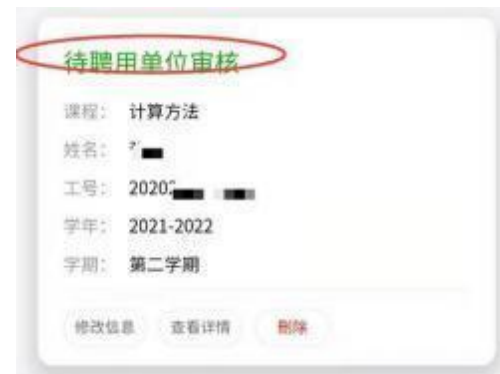 待聘用单位审核
课程: 计算方法
姓名:
工号: 2020
学年: 2021-2022
学期: 第二学期
修改信息 查看详情 删除